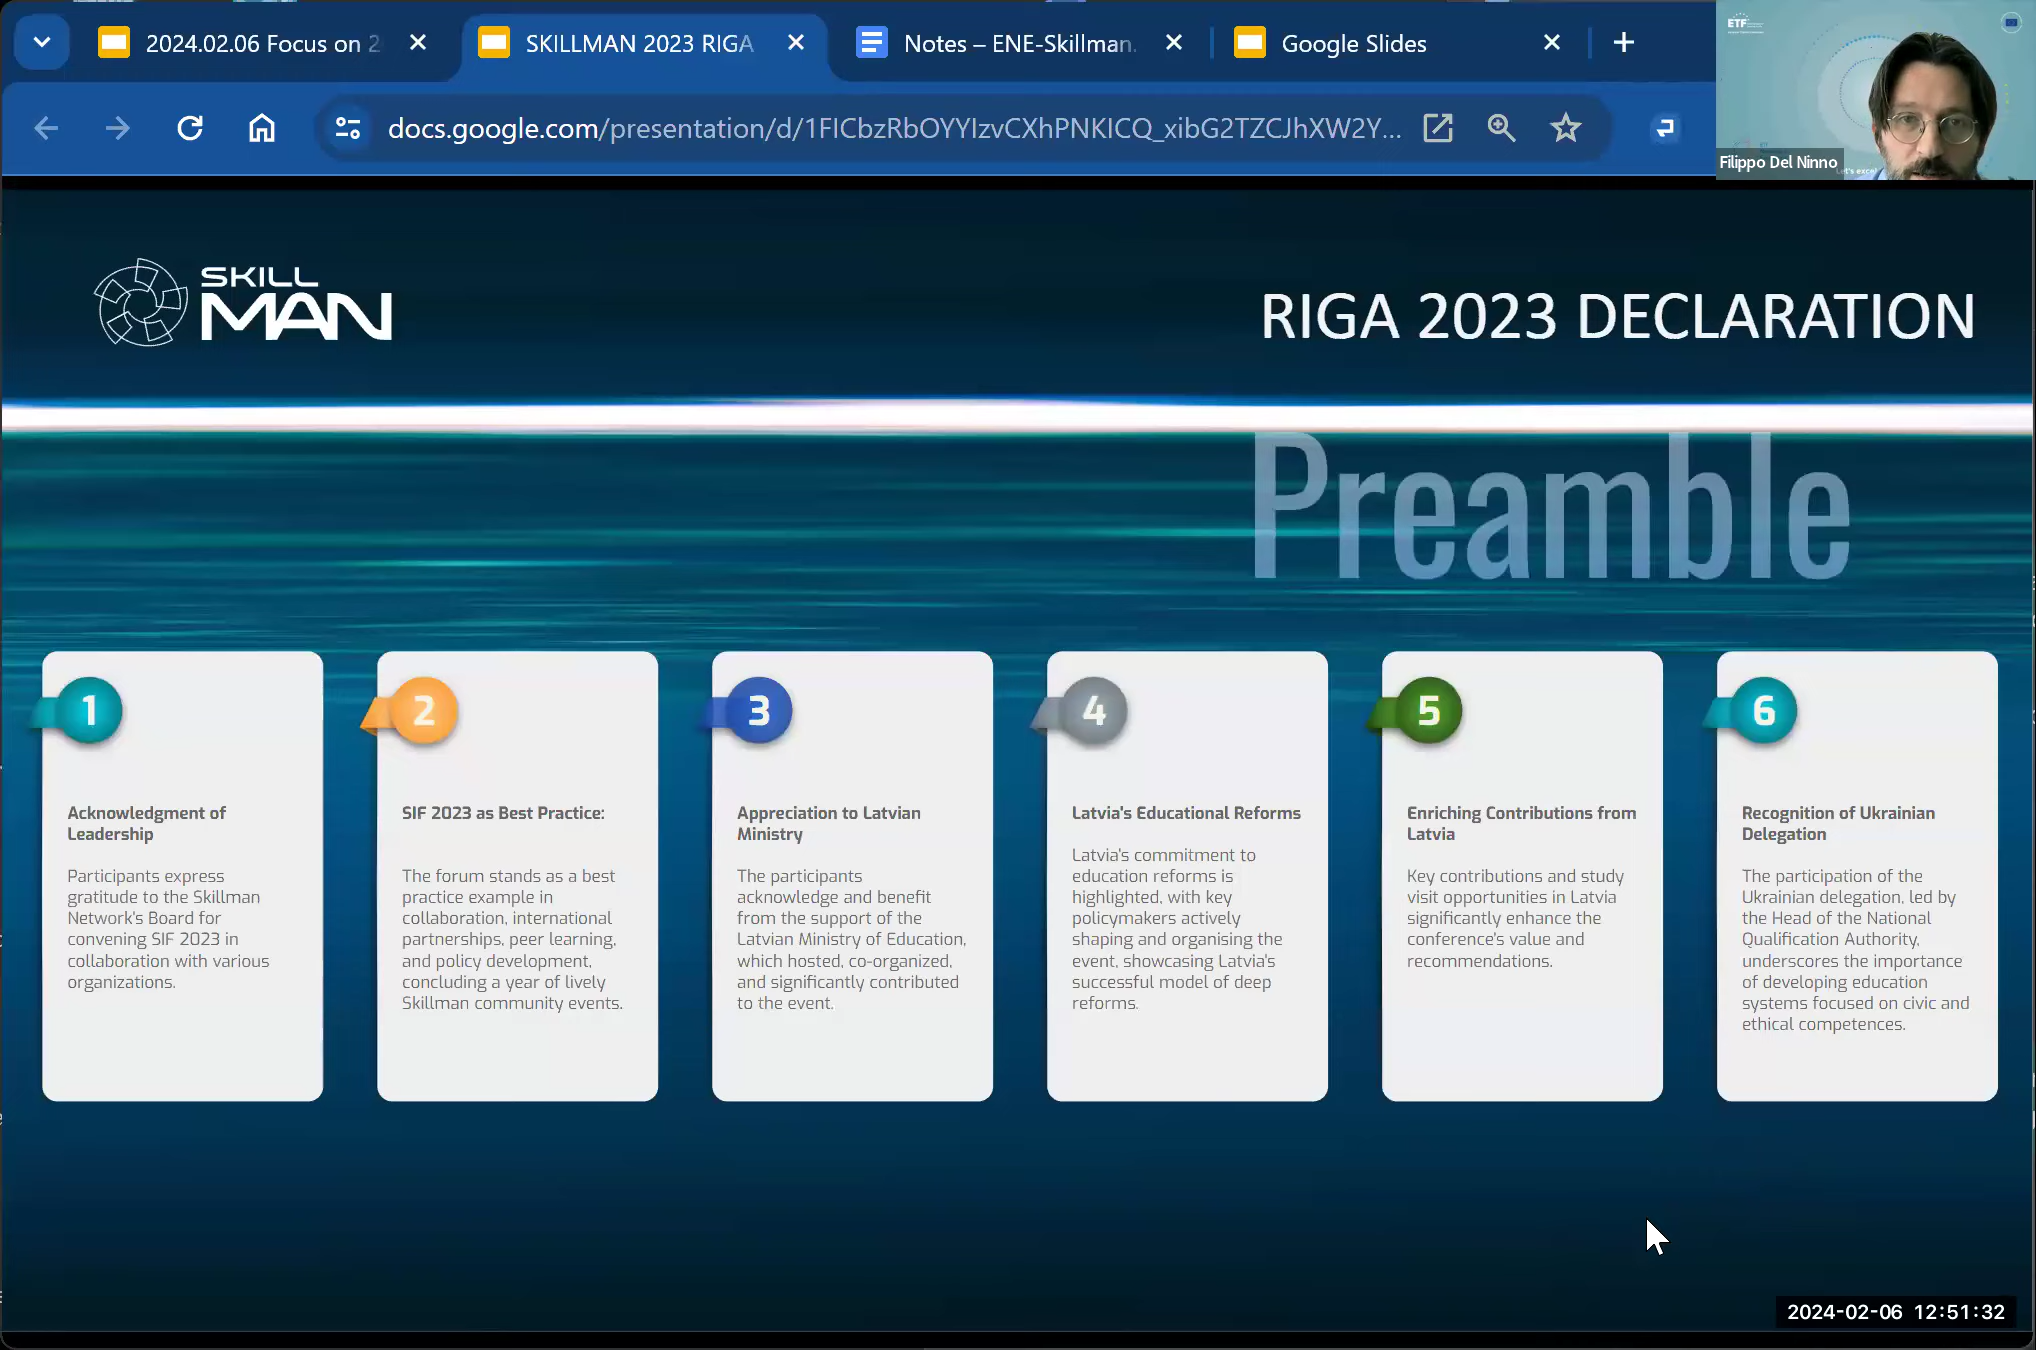 2024.02.06 Focus on 2
SKILLMAN 2023 RIGA
Notes – ENE-Skillman.
Google Slides
docs.google.com/presentation/d/1FICbzRbOYYIzvCXhPNKICQ_xibG2TZCJhXW2Y...
ETF
Filippo Del Ninno
SKILL
MAN
RIGA 2023 DECLARATION
Preamble
1
Acknowledgment of
Leadership
Participants express
gratitude to the Skillman
Network's Board for
convening SIF 2023 in
collaboration with various
organizations.
2
SIF 2023 as Best Practice:
The forum stands as a best
practice example in
collaboration, international
partnerships, peer learning,
and policy development,
concluding a year of lively
Skillman community events.
3
Appreciation to Latvian
Ministry
The participants
acknowledge and benefit
from the support of the
Latvian Ministry of Education,
which hosted, co-organized,
and significantly contributed
to the event.
4
Latvia's Educational Reforms
Latvia's commitment to
education reforms is
highlighted, with key
policymakers actively
shaping and organising the
event, showcasing Latvia's
successful model of deep
reforms.
5
Enriching Contributions from
Latvia
Key contributions and study
visit opportunities in Latvia
significantly enhance the
conference's value and
recommendations.
6
Recognition of Ukrainian
Delegation
The participation of the
Ukrainian delegation, led by
the Head of the National
Qualification Authority,
underscores the importance
of developing education
systems focused on civic and
ethical competences.
2024-02-06 12:51:32